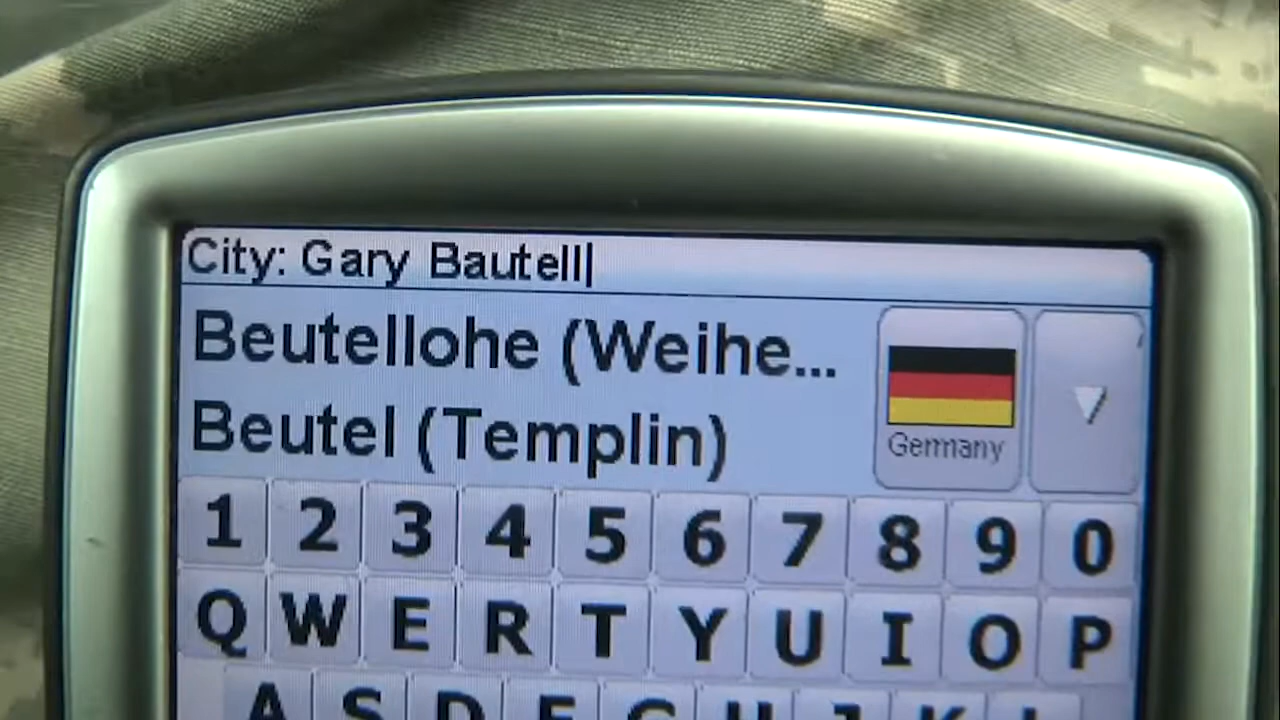 City: Gary Bautell
Beutellohe (Weihe...
Beutel (Templin)
Germany
1 2 3 4 5 6 7 8 9 0
Q W E R T Y U I O P
A S D F G H J K L